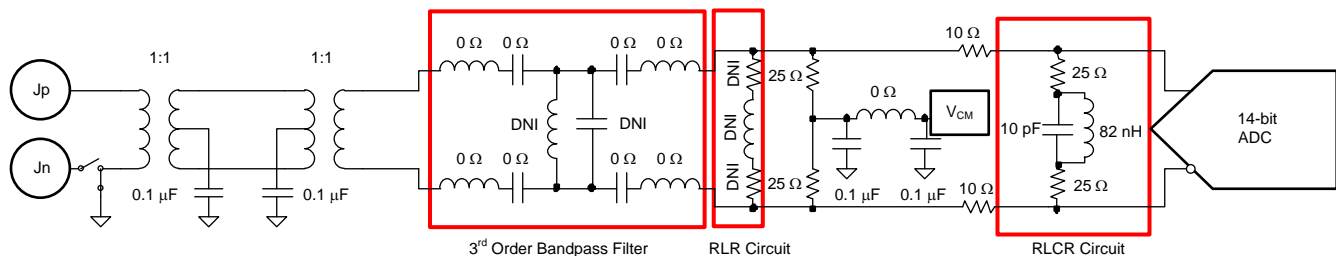 Jp
Jn
1:1
1:1
0.1 μF
0.1 μF
0 Ω
0 Ω
0 Ω
0 Ω
DNI
DNI
0 Ω
0 Ω
0 Ω
0 Ω
3rd Order Bandpass Filter
DNI
DNI
DNI
RLR Circuit
25 Ω
25 Ω
0 Ω
VCM
0.1 μF
0.1 μF
10 Ω
10 Ω
25 Ω
10 pF
82 nH
25 Ω
RLCR Circuit
14-bit
ADC